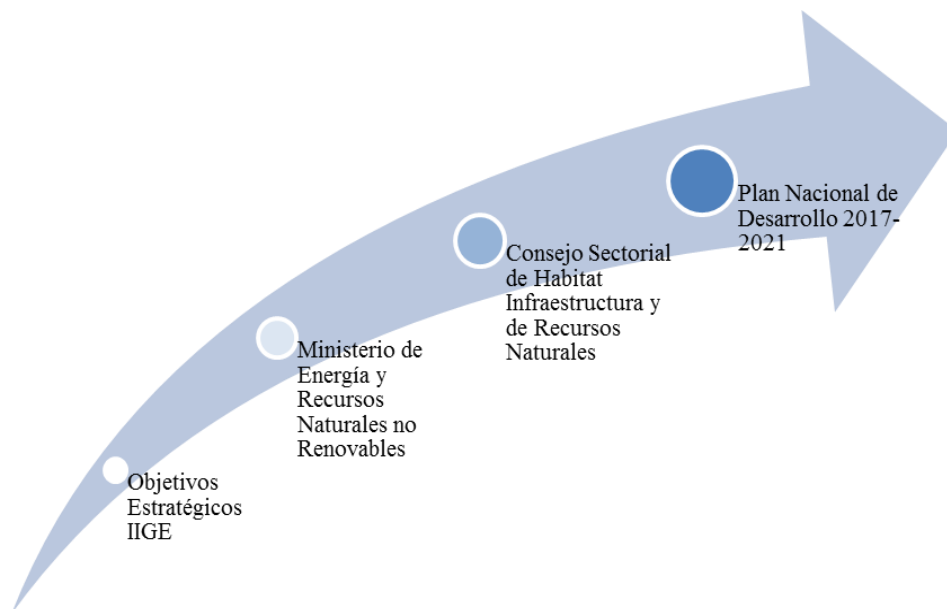 Plan Nacional de
Desarrollo 2017-
2021
Consejo Sectorial
de Habitat
Infraestructura y
de Recursos
Naturales
Ministerio de
Energía y
Recursos
Naturales no
Renovables
Objetivos
Estratégicos
IIGE